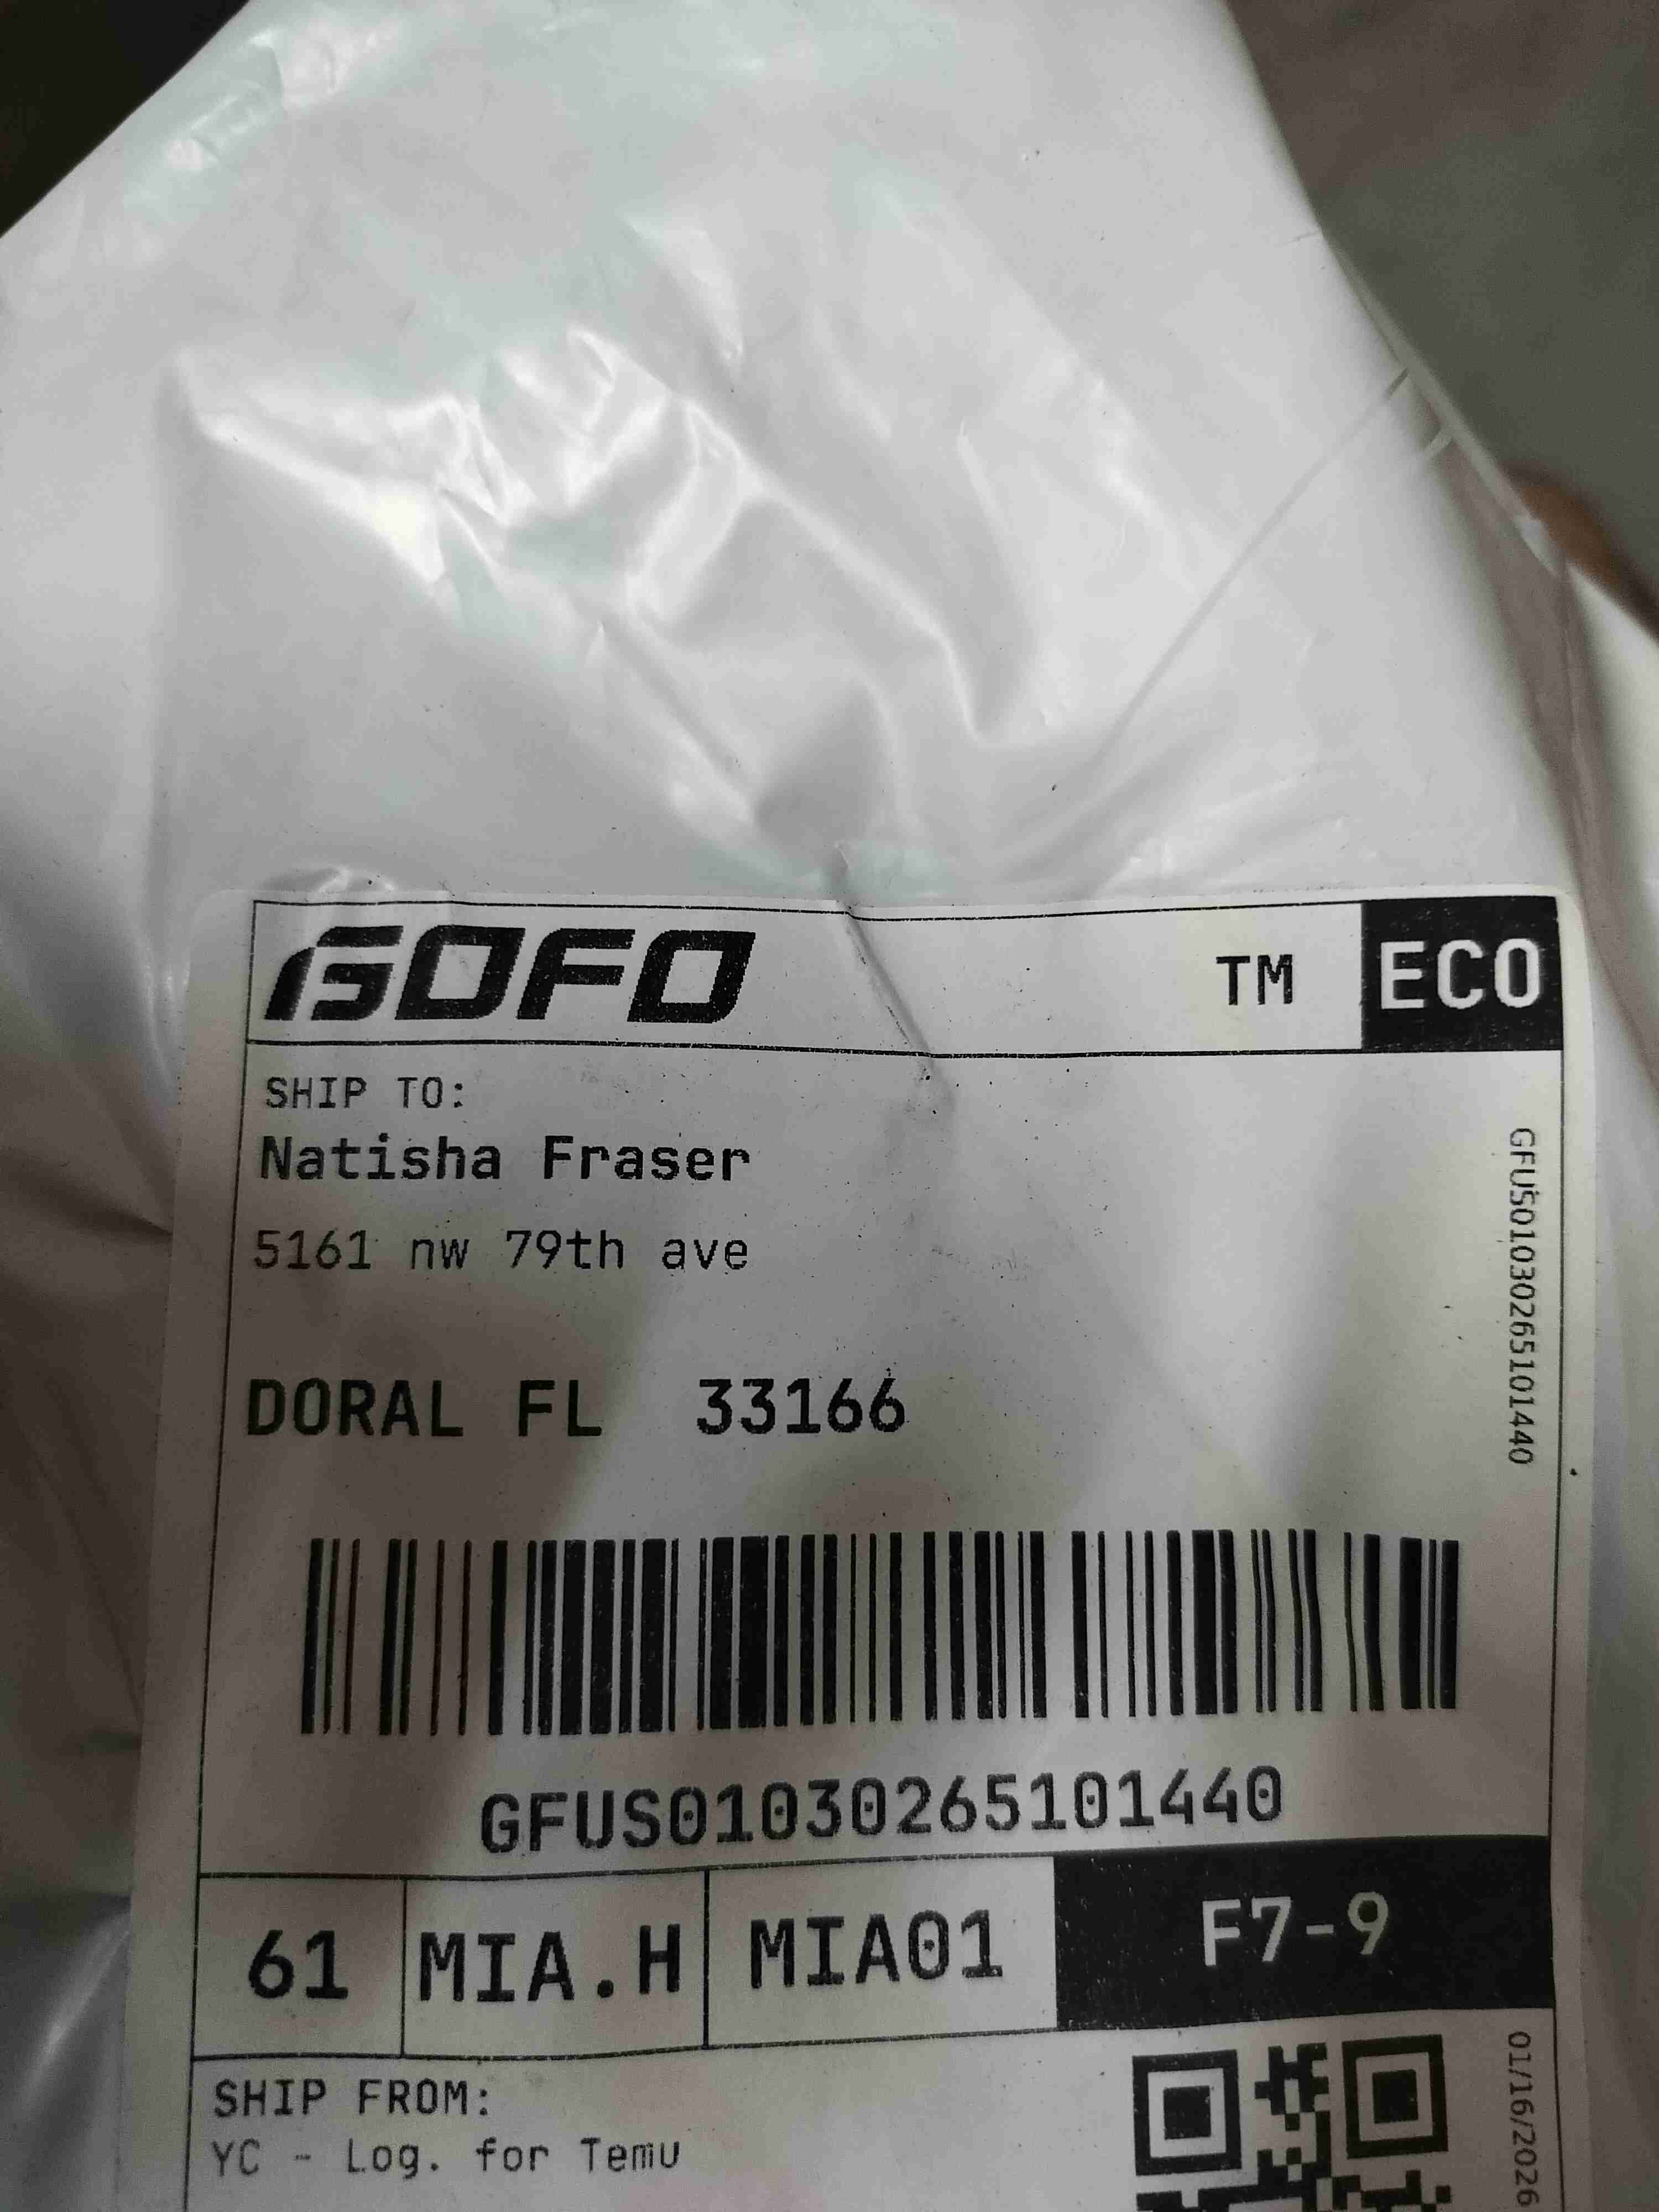 GOFO TM ECO
SHIP TO:
Natisha Fraser
5161 nw 79th ave
DORAL FL 33166
GFUS01030265101440
GFUS01030265101440
61 MIA.H MIA01 F7-9
SHIP FROM:
YC - Log. for Temu
01/16/2026